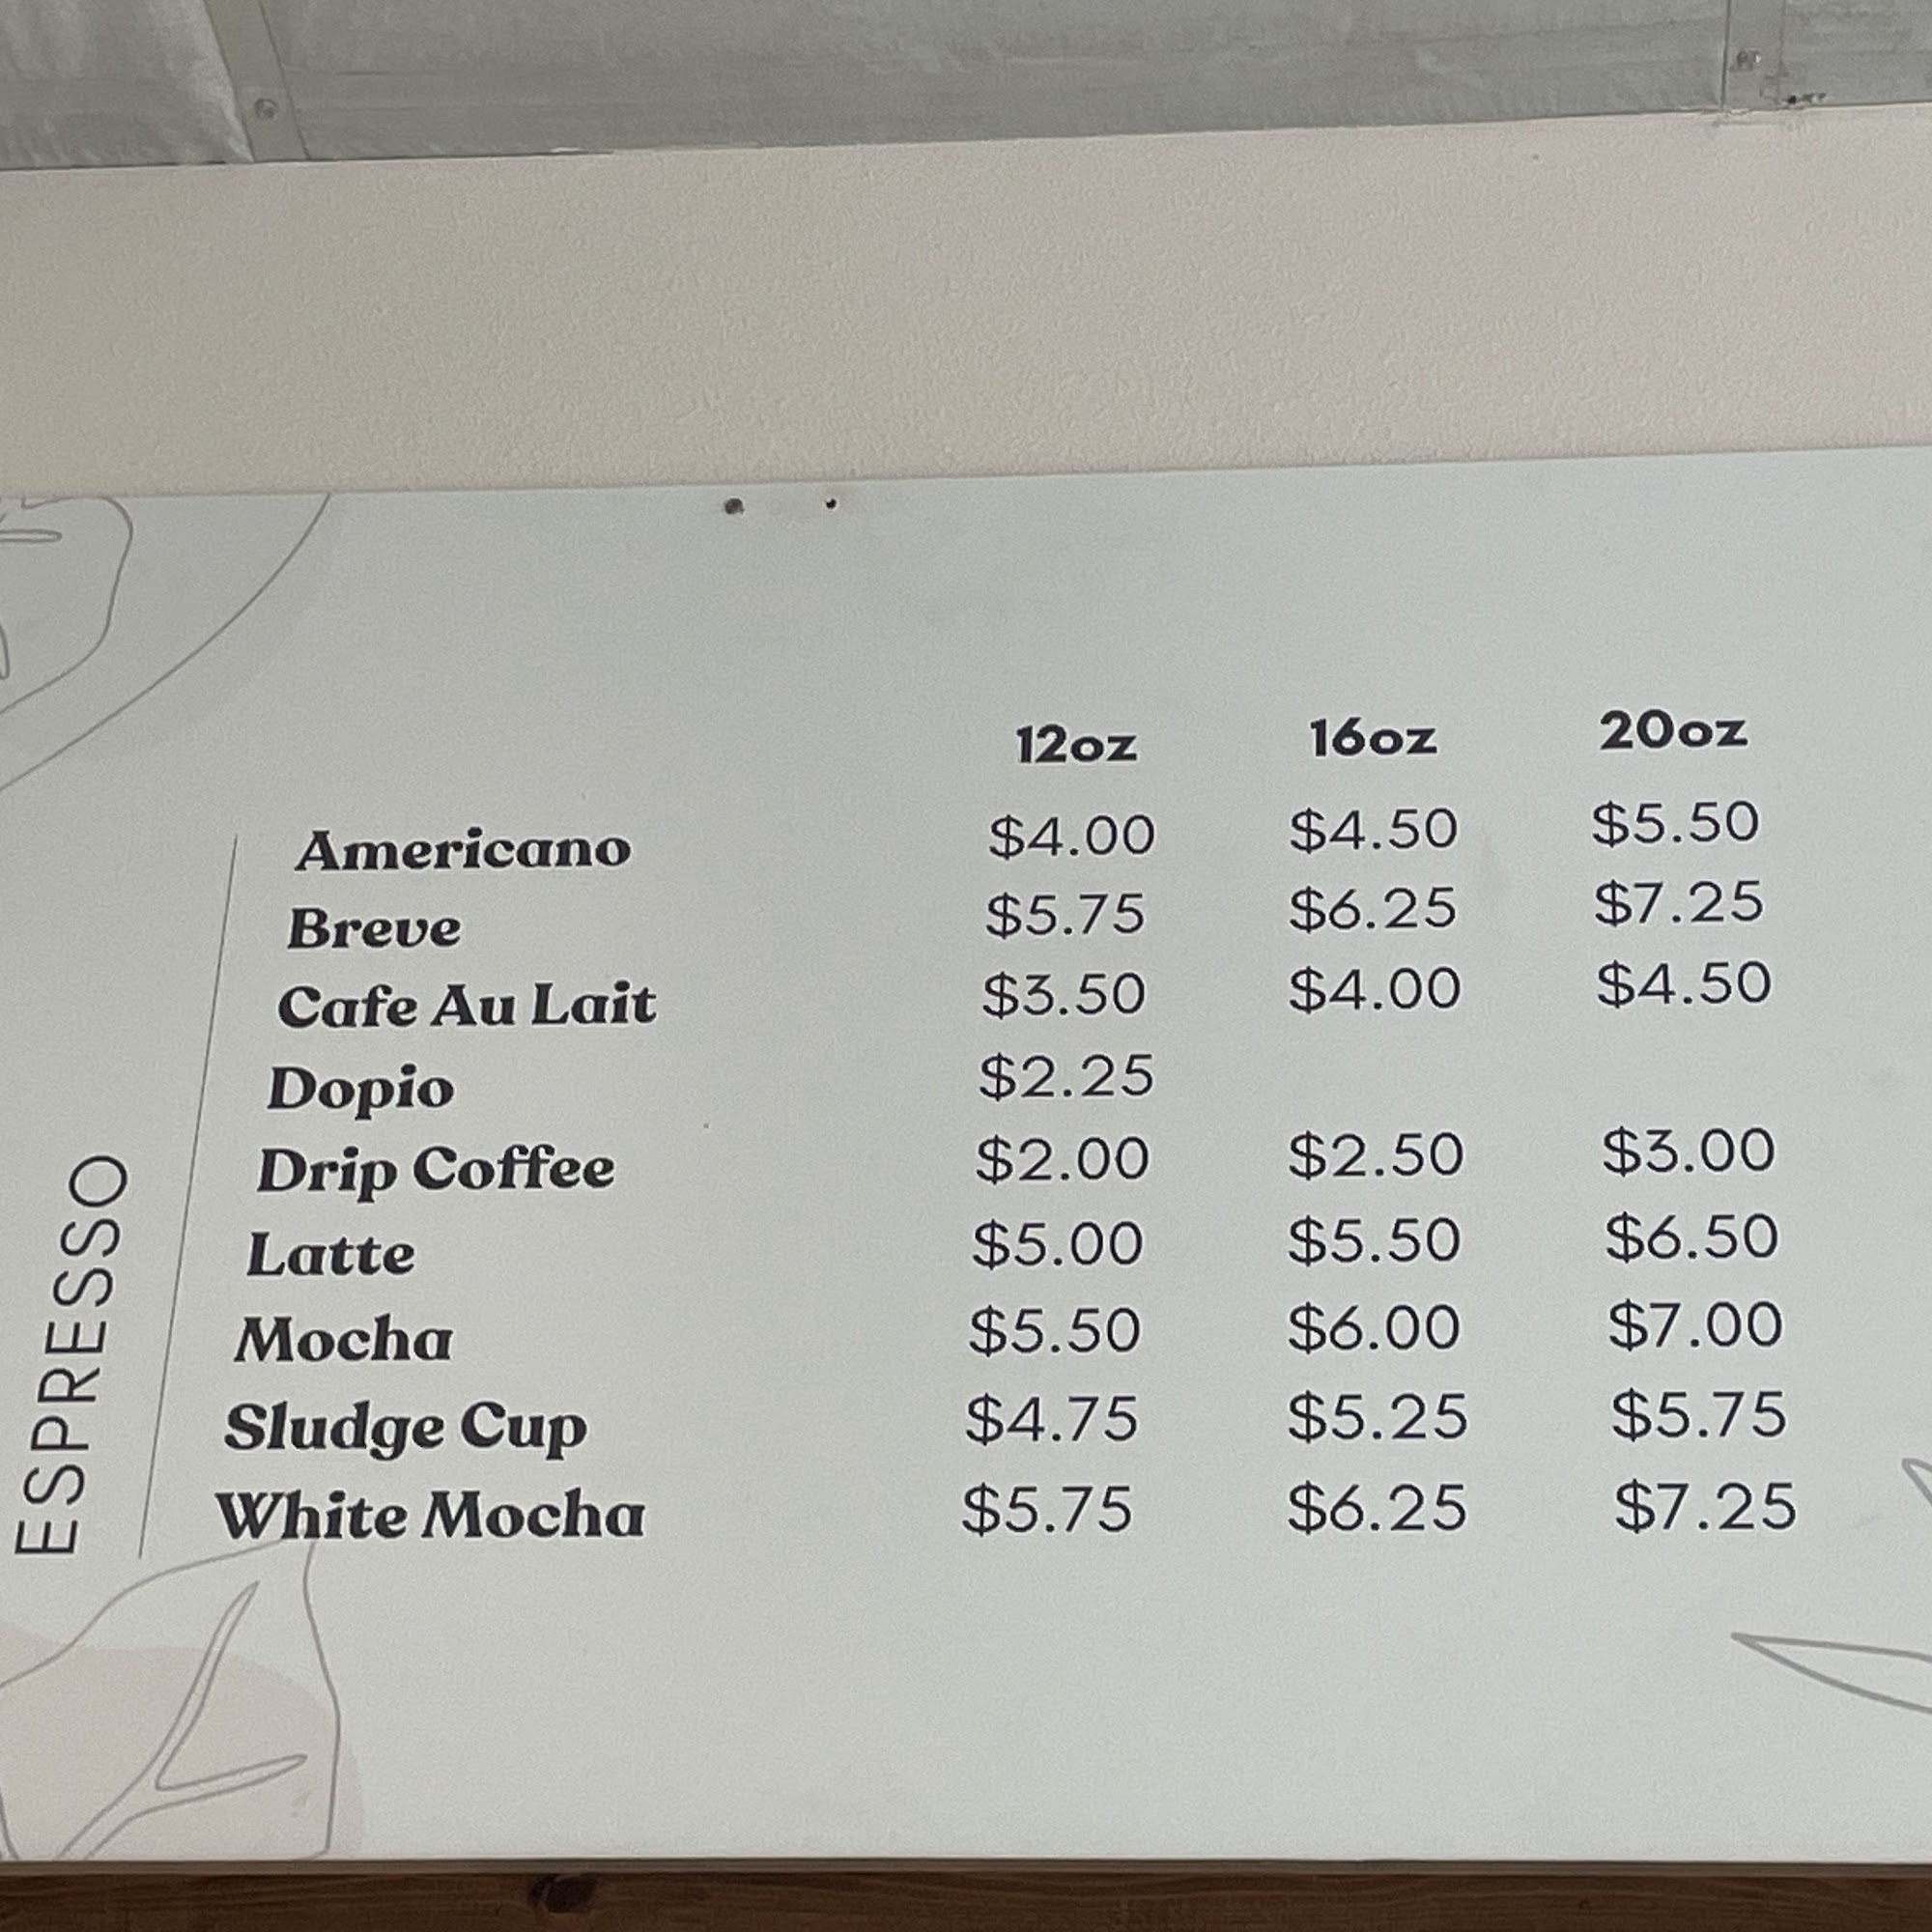 12oz 16oz 20oz
Americano $4.00 $4.50 $5.50
Breve $5.75 $6.25 $7.25
Cafe Au Lait $3.50 $4.00 $4.50
Dopio $2.25
Drip Coffee $2.00 $2.50 $3.00
Latte $5.00 $5.50 $6.50
Mocha $5.50 $6.00 $7.00
Sludge Cup $4.75 $5.25 $5.75
White Mocha $5.75 $6.25 $7.25
ESPRESSO